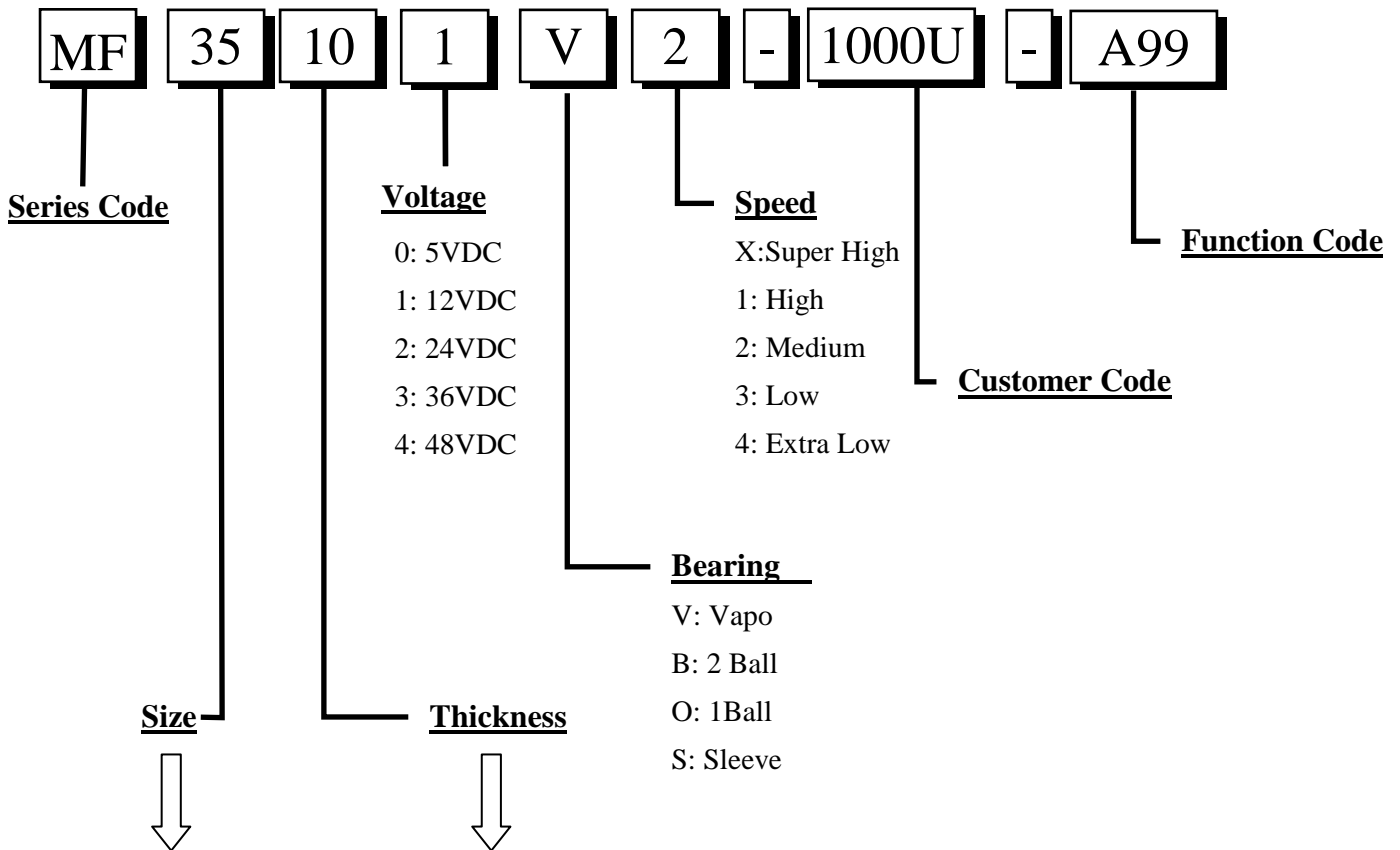 MF 35 10 1 V 2 - 1000U - A99
Series Code
Voltage
0: 5VDC
1: 12VDC
2: 24VDC
3: 36VDC
4: 48VDC
Speed
X:Super High
1: High
2: Medium
3: Low
4: Extra Low
Function Code
Customer Code
Bearing
V: Vapo
B: 2 Ball
O: 1Ball
S: Sleeve
Size
Thickness